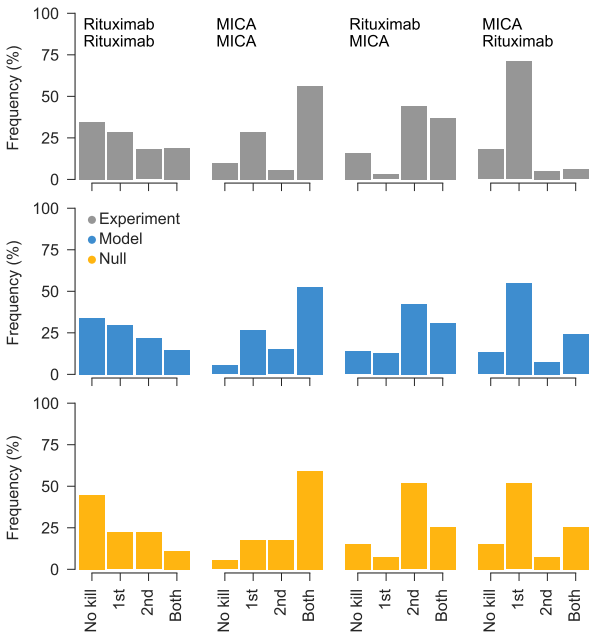 Rituximab
Rituximab
MICA
MICA
Rituximab
MICA
MICA
Rituximab
Frequency (%)
100
75
50
25
0
Experiment
Model
Null
Frequency (%)
100
75
50
25
0
Frequency (%)
100
75
50
25
0
No kill
1st
2nd
Both
No kill
1st
2nd
Both
No kill
1st
2nd
Both
No kill
1st
2nd
Both